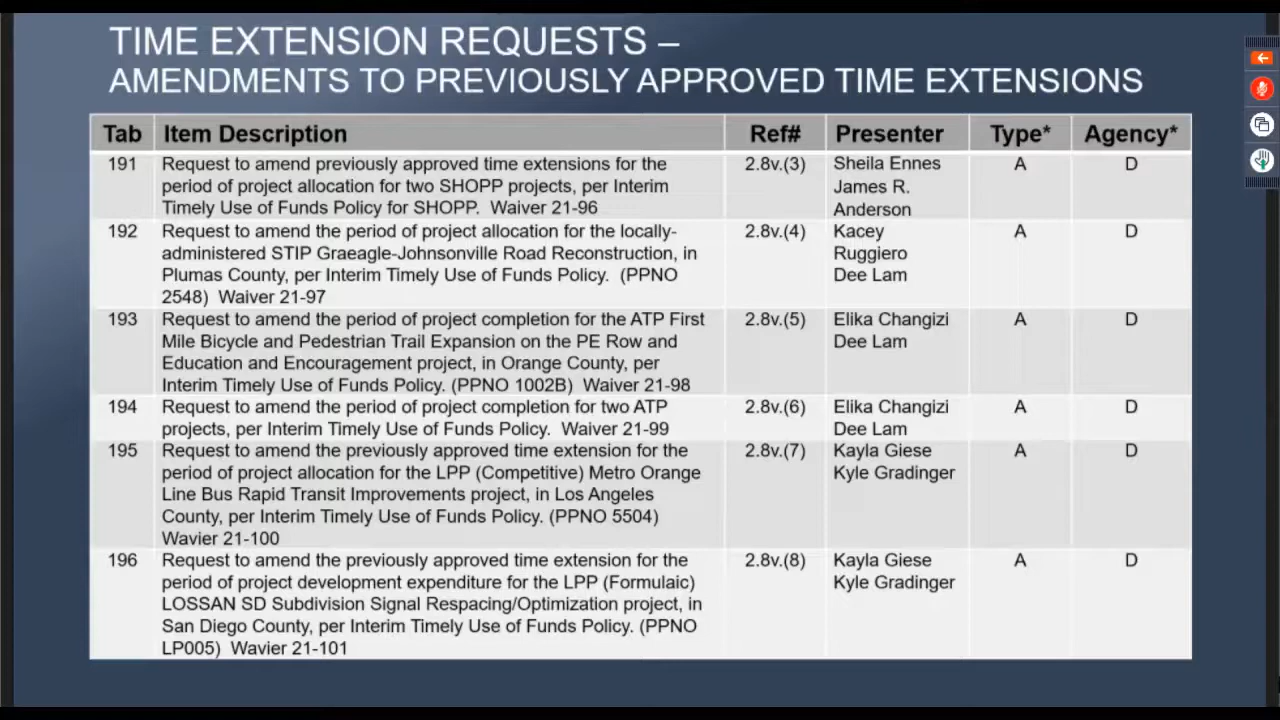 TIME EXTENSION REQUESTS –
AMENDMENTS TO PREVIOUSLY APPROVED TIME EXTENSIONS
Tab Item Description Ref# Presenter Type* Agency*
191 Request to amend previously approved time extensions for the 2.8v.(3) Sheila Ennes A D
period of project allocation for two SHOPP projects, per Interim James R.
Timely Use of Funds Policy for SHOPP. Waiver 21-96 Anderson
192 Request to amend the period of project allocation for the locally- 2.8v.(4) Kacey A D
administered STIP Graeagle-Johnsonville Road Reconstruction, in Ruggiero
Plumas County, per Interim Timely Use of Funds Policy. (PPNO Dee Lam
2548) Waiver 21-97
193 Request to amend the period of project completion for the ATP First 2.8v.(5) Elika Changizi A D
Mile Bicycle and Pedestrian Trail Expansion on the PE Row and Dee Lam
Education and Encouragement project, in Orange County, per
Interim Timely Use of Funds Policy. (PPNO 1002B) Waiver 21-98
194 Request to amend the period of project completion for two ATP 2.8v.(6) Elika Changizi A D
projects, per Interim Timely Use of Funds Policy. Waiver 21-99 Dee Lam
195 Request to amend the previously approved time extension for the 2.8v.(7) Kayla Giese A D
period of project allocation for the LPP (Competitive) Metro Orange Kyle Gradinger
Line Bus Rapid Transit Improvements project, in Los Angeles
County, per Interim Timely Use of Funds Policy. (PPNO 5504)
Wavier 21-100
196 Request to amend the previously approved time extension for the 2.8v.(8) Kayla Giese A D
period of project development expenditure for the LPP (Formulaic) Kyle Gradinger
LOSSAN SD Subdivision Signal Respacing/Optimization project, in
San Diego County, per Interim Timely Use of Funds Policy. (PPNO
LP005) Wavier 21-101